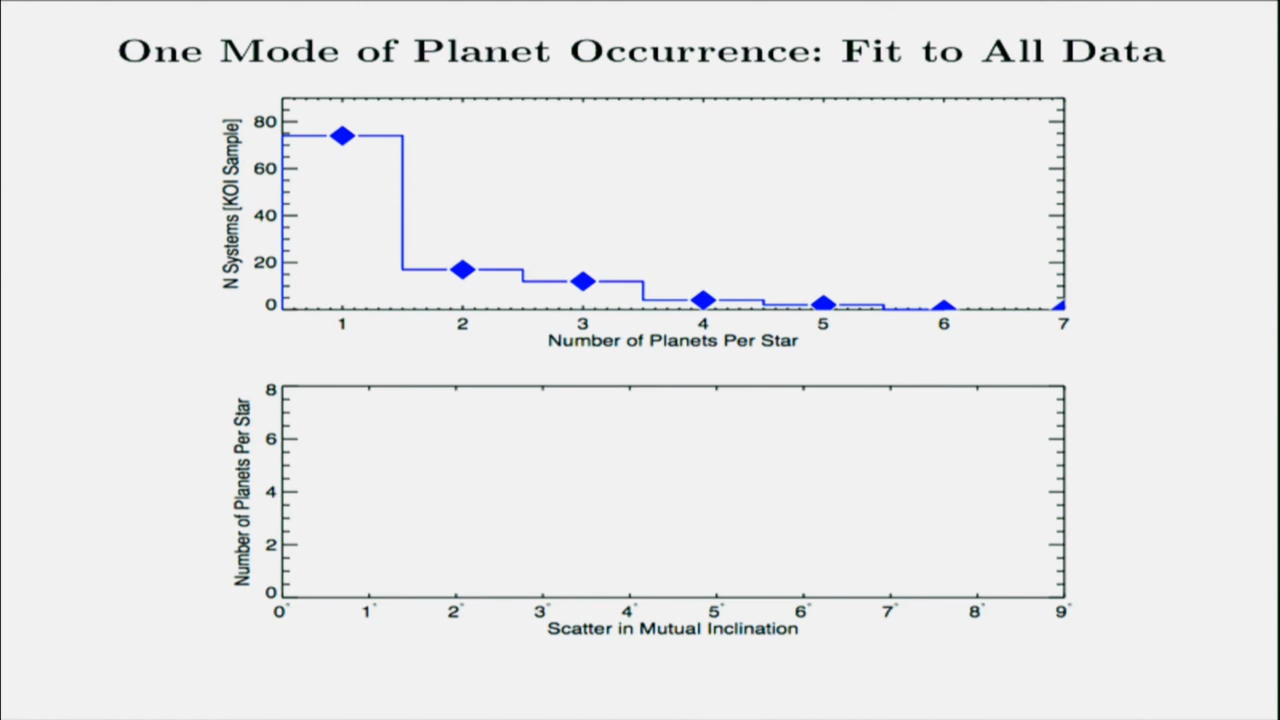 One Mode of Planet Occurrence: Fit to All Data
N Systems [KOI Sample]
80
60
40
20
0
1 2 3 4 5 6 7
Number of Planets Per Star
Number of Planets Per Star
8
6
4
2
0
0° 1° 2° 3° 4° 5° 6° 7° 8° 9°
Scatter in Mutual Inclination